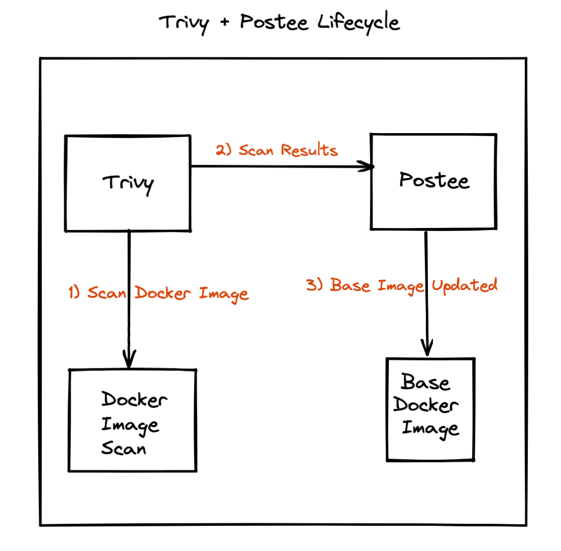 Trivy + Postee Lifecycle
2) Scan Results
Trivy
Postee
1) Scan Docker Image
3) Base Image Updated
Docker
Image
Scan
Base
Docker
Image